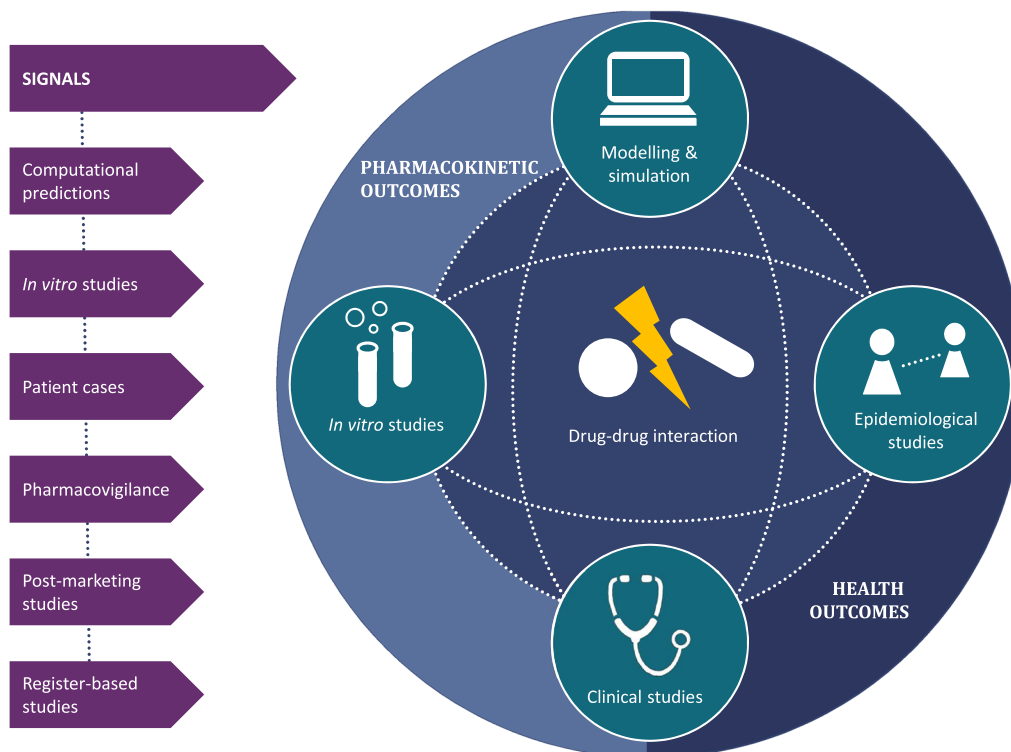 SIGNALS
Computational
predictions
In vitro studies
Patient cases
Pharmacovigilance
Post-marketing
studies
Register-based
studies
PHARMACOKINETIC
OUTCOMES
Modelling &
simulation
In vitro studies
Drug-drug interaction
Epidemiological
studies
Clinical studies
HEALTH
OUTCOMES